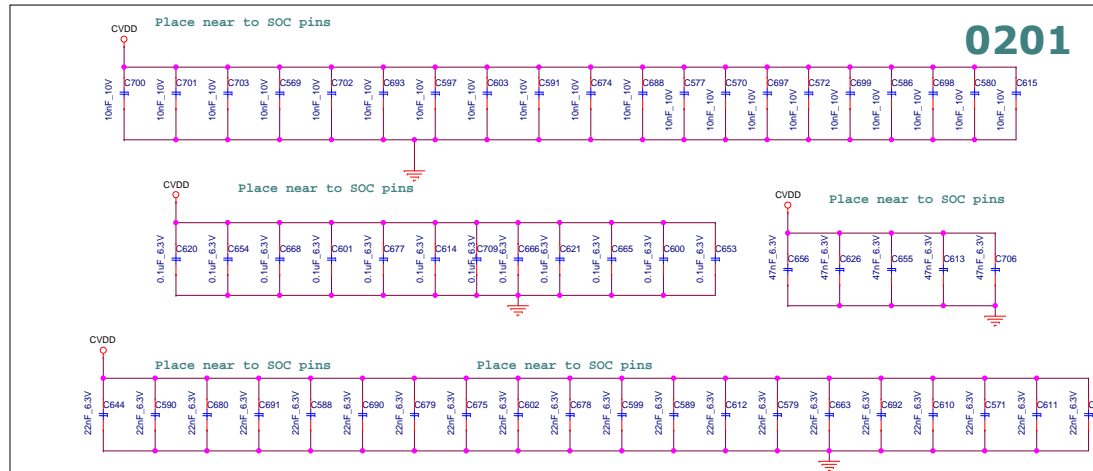 Place near to SOC pins
0201
CVDD
C700 C701 C703 C569 C702 C693 C597 C603 C591 C674 C688 C577 C570 C697 C572 C699 C586 C698 C580 C615
10nF_10V 10nF_10V 10nF_10V 10nF_10V 10nF_10V 10nF_10V 10nF_10V 10nF_10V 10nF_10V 10nF_10V 10nF_10V 10nF_10V 10nF_10V 10nF_10V 10nF_10V 10nF_10V 10nF_10V 10nF_10V 10nF_10V 10nF_10V
CVDD
Place near to SOC pins
C620 C654 C668 C601 C677 C614 C709 C666 C621 C665 C600 C653
0.1uF_6.3V 0.1uF_6.3V 0.1uF_6.3V 0.1uF_6.3V 0.1uF_6.3V 0.1uF_6.3V 0.1uF_6.3V 0.1uF_6.3V 0.1uF_6.3V 0.1uF_6.3V 0.1uF_6.3V 0.1uF_6.3V
CVDD
Place near to SOC pins
C656 C626 C655 C613 C706
47nF_6.3V 47nF_6.3V 47nF_6.3V 47nF_6.3V 47nF_6.3V
CVDD
Place near to SOC pins Place near to SOC pins
C644 C590 C680 C691 C588 C690 C679 C675 C602 C678 C599 C589 C612 C579 C663 C692 C610 C571 C611
22nF_6.3V 22nF_6.3V 22nF_6.3V 22nF_6.3V 22nF_6.3V 22nF_6.3V 22nF_6.3V 22nF_6.3V 22nF_6.3V 22nF_6.3V 22nF_6.3V 22nF_6.3V 22nF_6.3V 22nF_6.3V 22nF_6.3V 22nF_6.3V 22nF_6.3V 22nF_6.3V 22nF_6.3V 22nF_6.3V